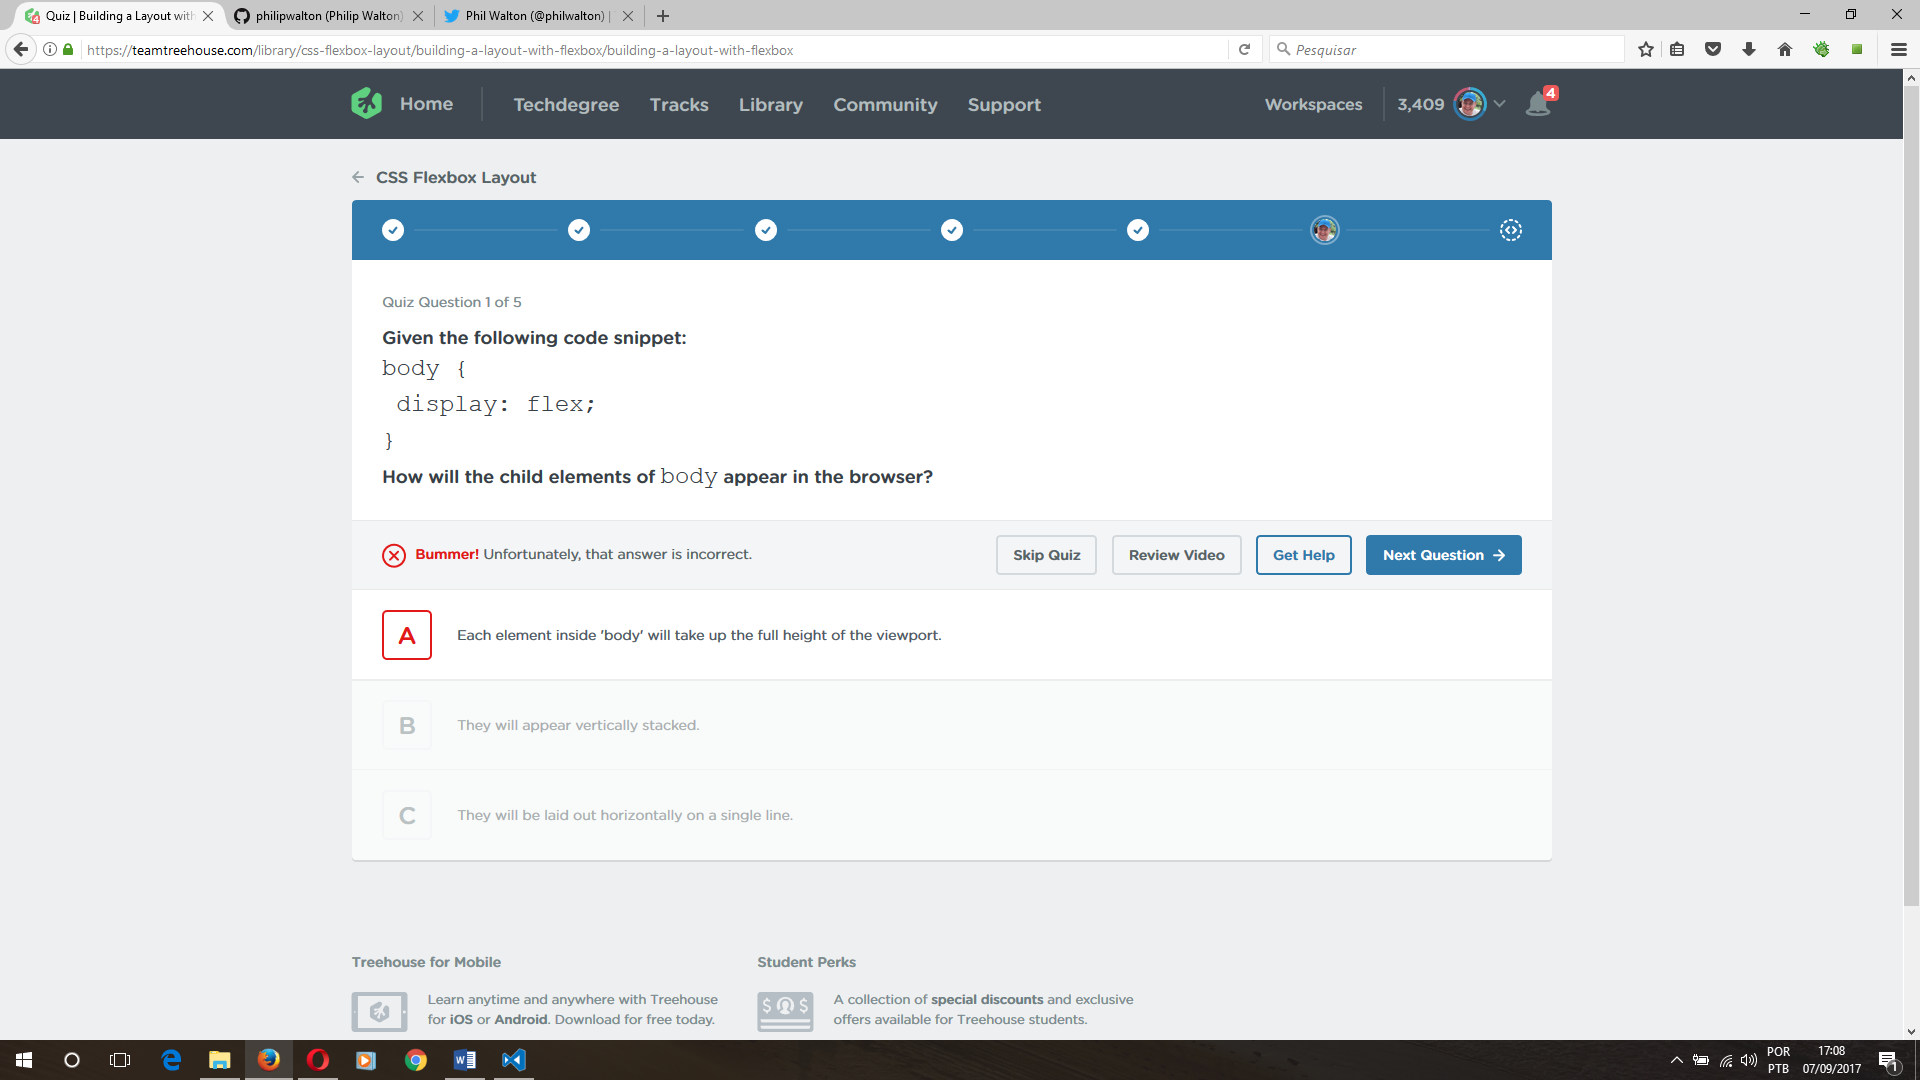 Quiz | Building a Layout with
philipwalton (Philip Walton)
Phil Walton (@philwalton) |
https://teamtreehouse.com/library/css-flexbox-layout/building-a-layout-with-flexbox/building-a-layout-with-flexbox
Pesquisar
Home
Techdegree
Tracks
Library
Community
Support
Workspaces
3,409
4
CSS Flexbox Layout
Quiz Question 1 of 5
Given the following code snippet:
body {
display: flex;
}
How will the child elements of body appear in the browser?
Bummer! Unfortunately, that answer is incorrect.
Skip Quiz
Review Video
Get Help
Next Question
A
Each element inside 'body' will take up the full height of the viewport.
B
They will appear vertically stacked.
C
They will be laid out horizontally on a single line.
Treehouse for Mobile
Learn anytime and anywhere with Treehouse
for iOS or Android. Download for free today.
Student Perks
A collection of special discounts and exclusive
offers available for Treehouse students.
POR
PTB
17:08
07/09/2017
1